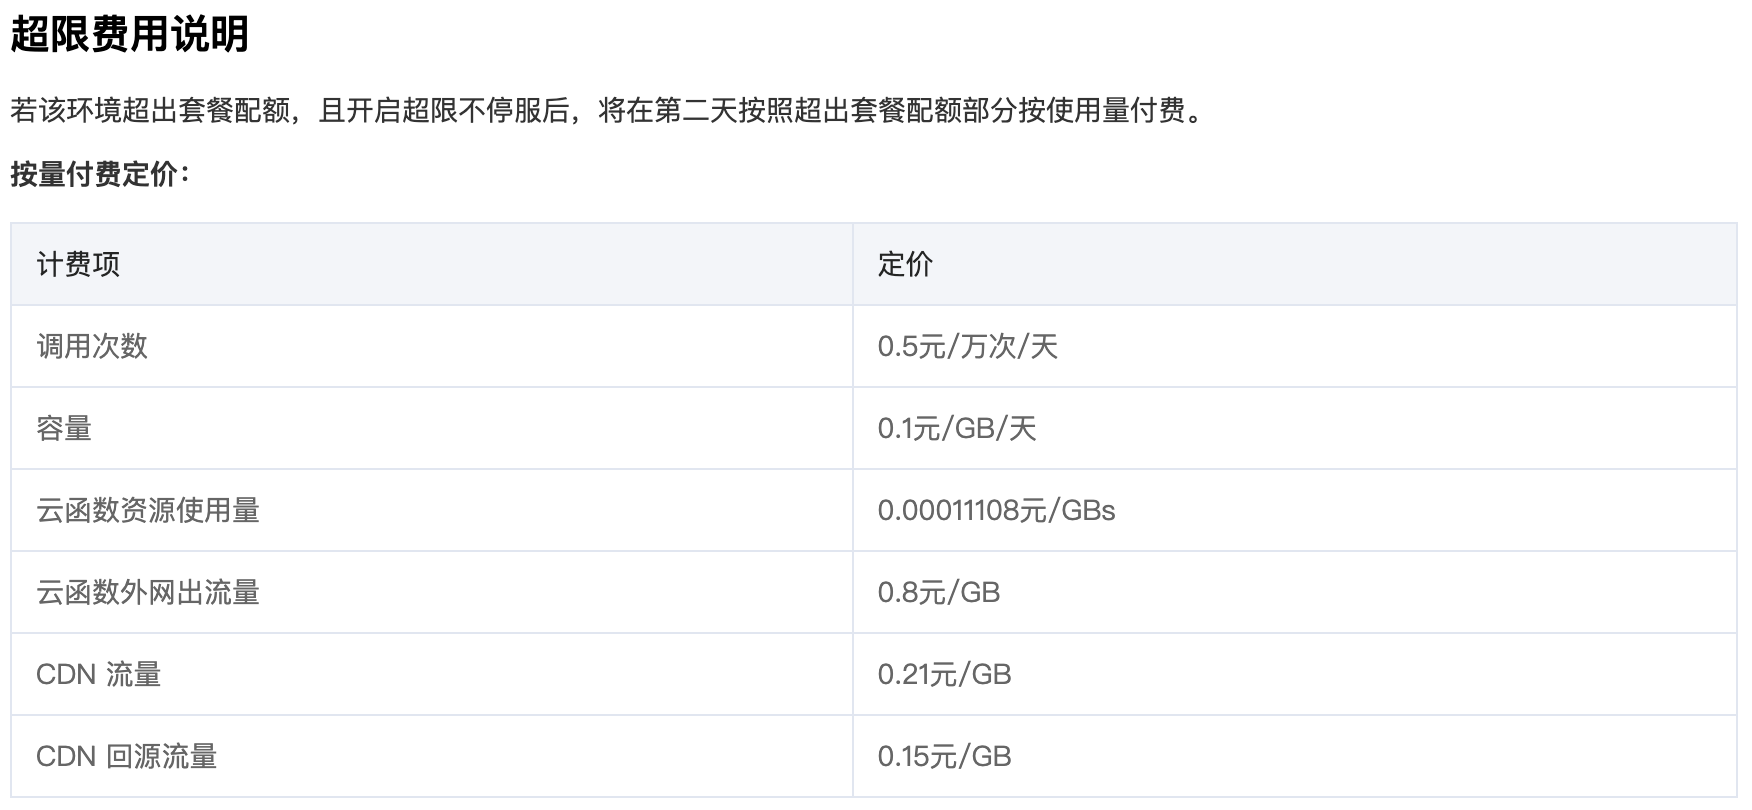 超限费用说明
若该环境超出套餐配额，且开启超限不停服后，将在第二天按照超出套餐配额部分按使用量付费。
按量付费定价：
计费项 定价
调用次数 0.5元/万次/天
容量 0.1元/GB/天
云函数资源使用量 0.00011108元/GBs
云函数外网出流量 0.8元/GB
CDN 流量 0.21元/GB
CDN 回源流量 0.15元/GB